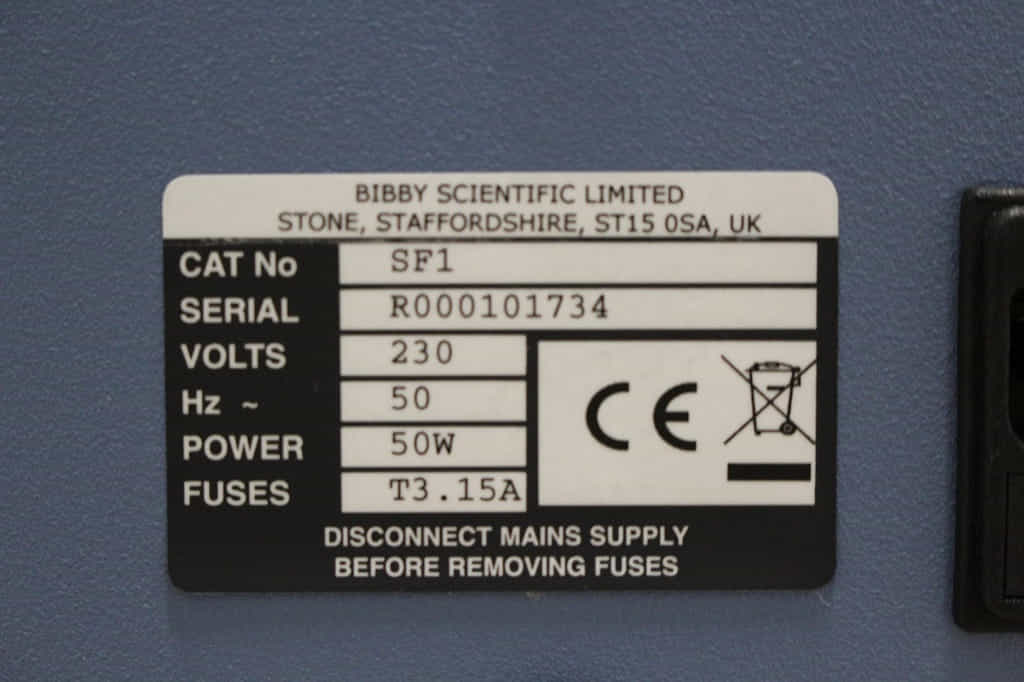 BIBBY SCIENTIFIC LIMITED
STONE, STAFFORDSHIRE, ST15 0SA, UK
CAT No SF1
SERIAL R000101734
VOLTS 230
Hz ~ 50
POWER 50W
FUSES T3.15A
CE
DISCONNECT MAINS SUPPLY
BEFORE REMOVING FUSES